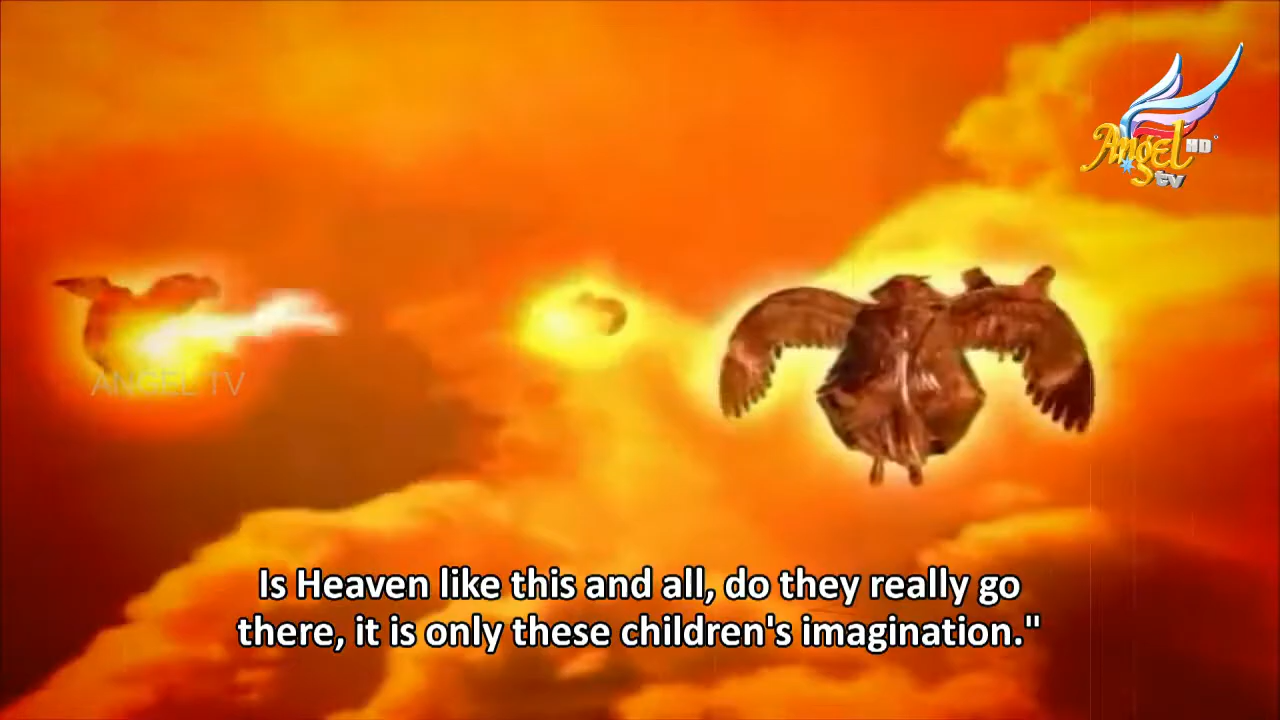 Angel HD
tv
ANGEL TV
Is Heaven like this and all, do they really go
there, it is only these children's imagination."